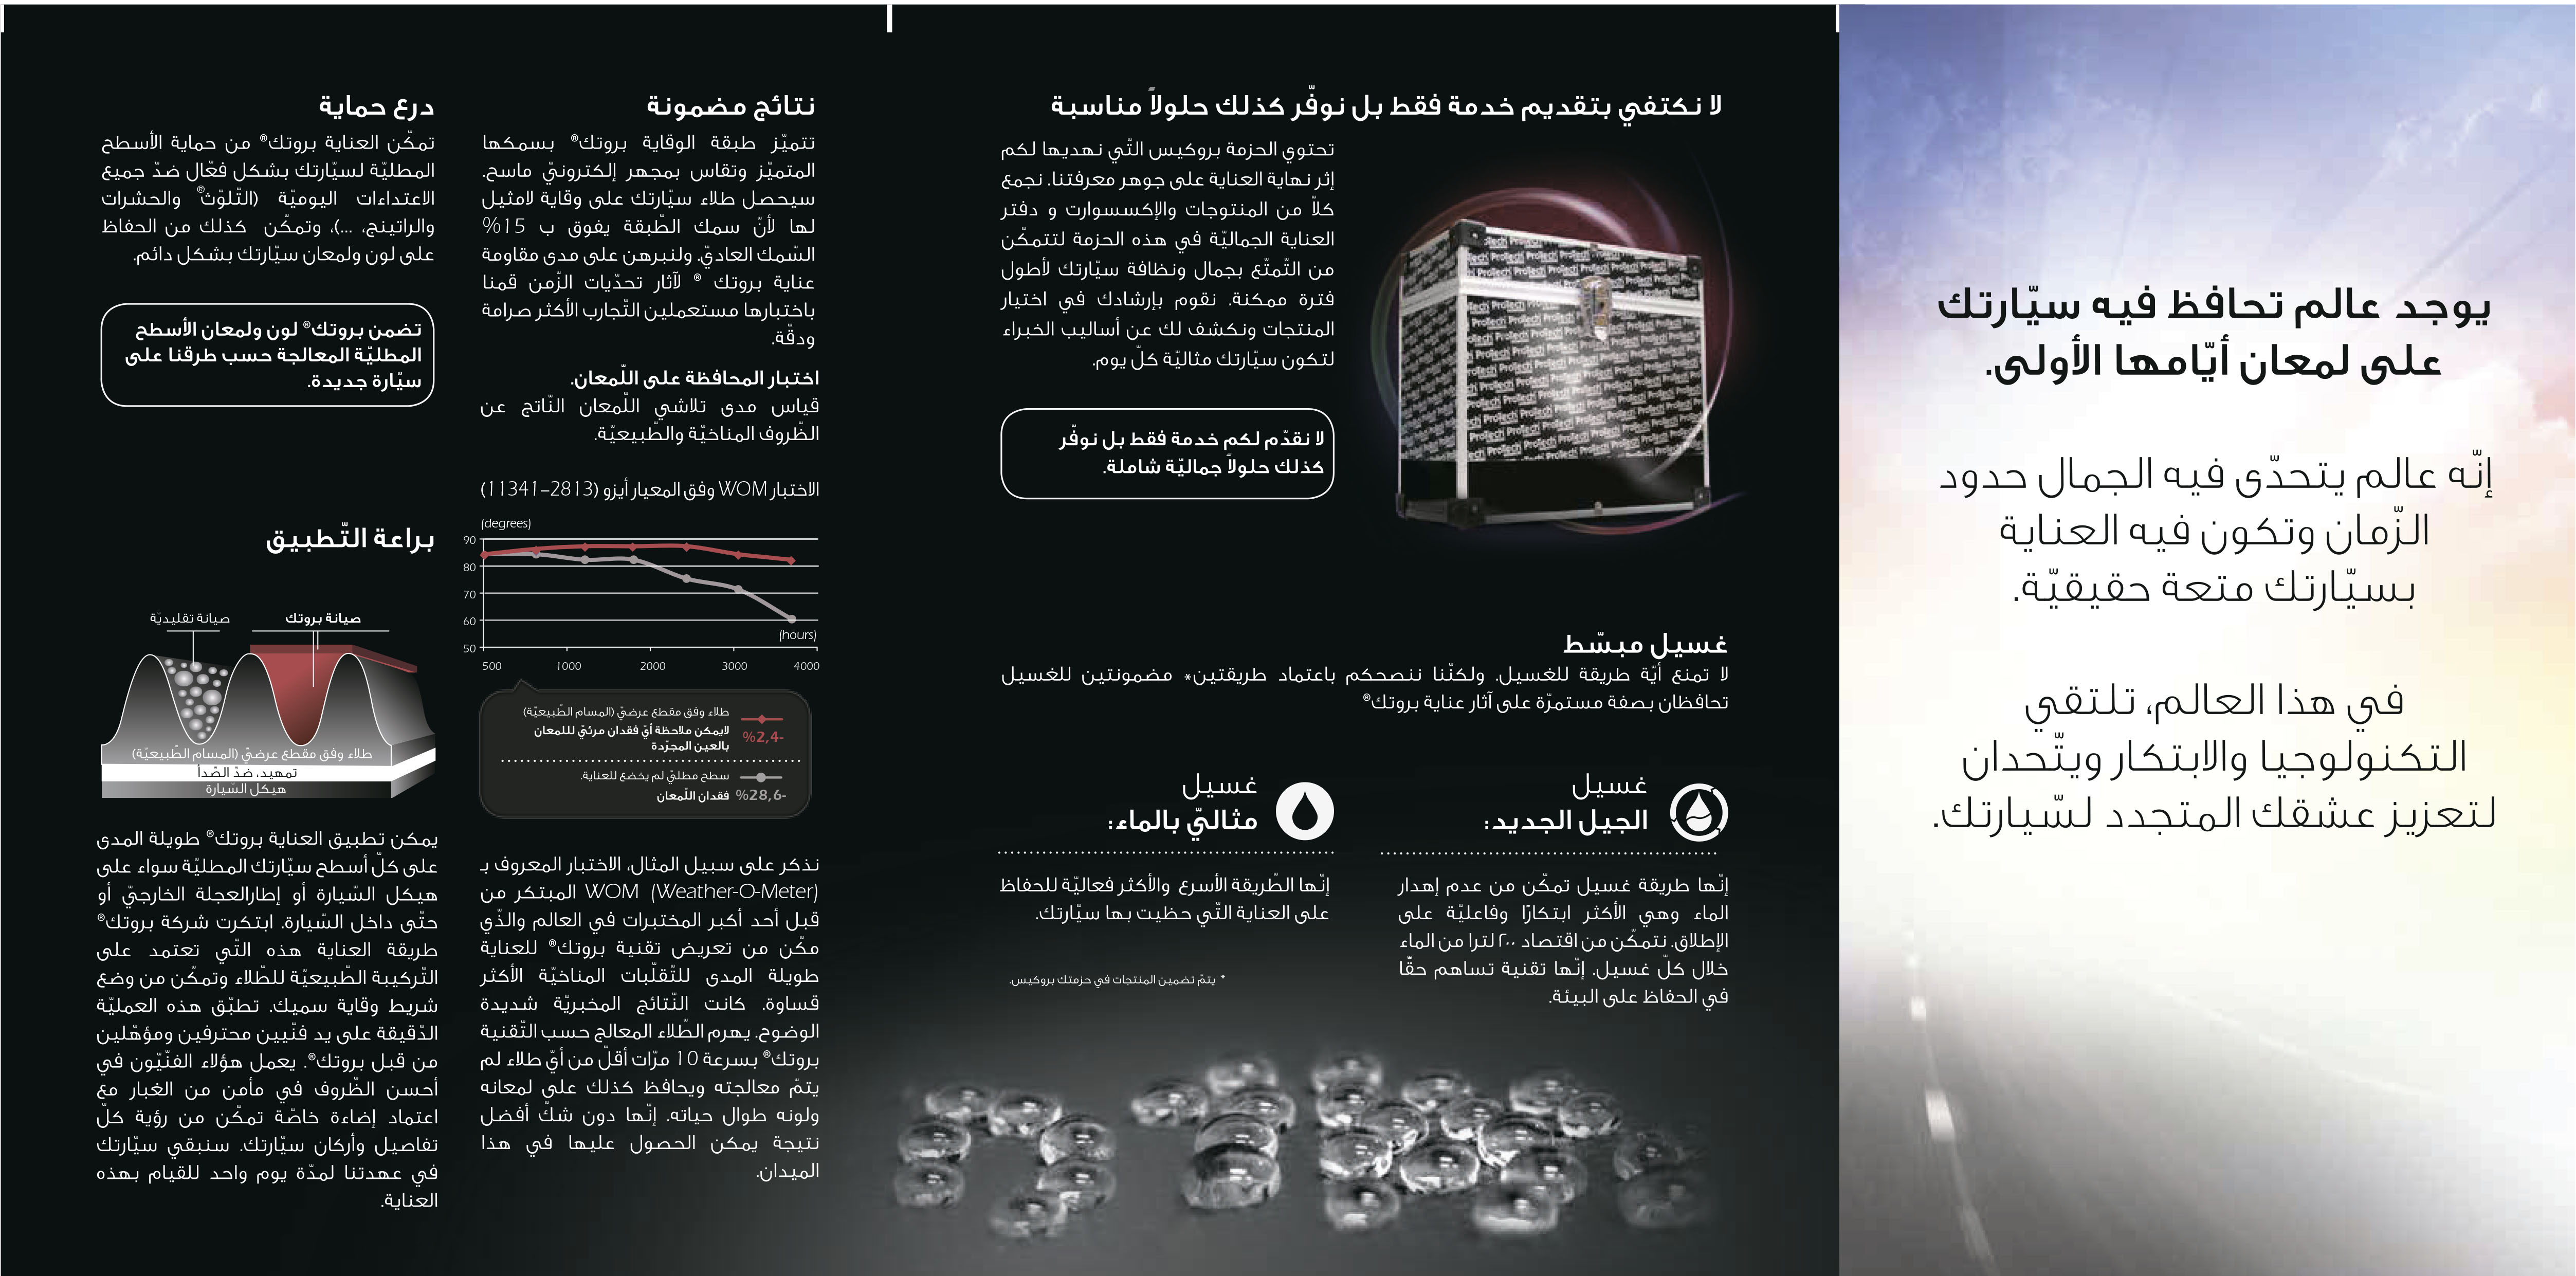 يوجد عالم تحافظ فيه سيّارتك
على لمعان أيّامها الأولى.
إنّه عالم يتحدّى فيه الجمال حدود
الزّمان وتكون فيه العناية
بسيّارتك متعة حقيقيّة.
في هذا العالم، تلتقي
التكنولوجيا والابتكار ويتّحدان
لتعزيز عشقك المتجدد لسّيارتك.
لا نكتفي بتقديم خدمة فقط بل نوفّر كذلك حلولاً مناسبة
تحتوي الحزمة بروكيس التّي نهديها لكم
إثر نهاية العناية على جوهر معرفتنا. نجمع
كلاّ من المنتوجات والإكسسوارت و دفتر
العناية الجماليّة في هذه الحزمة لتتمكّن
من التّمتّع بجمال ونظافة سيّارتك لأطول
فترة ممكنة. نقوم بإرشادك في اختيار
المنتجات ونكشف لك عن أساليب الخبراء
لتكون سيّارتك مثاليّة كلّ يوم.
لا نقدّم لكم خدمة فقط بل نوفّر
كذلك حلولاً جماليّة شاملة.
ProTech
غسيل مبسّط
لا تمنع أيّة طريقة للغسيل. ولكنّنا ننصحكم باعتماد طريقتين* مضمونتين للغسيل
تحافظان بصفة مستمرّة على آثار عناية بروتك®
غسيل
الجيل الجديد:
إنّها طريقة غسيل تمكّن من عدم إهدار
الماء وهي الأكثر ابتكارًا وفاعليّة على
الإطلاق. نتمكّن من اقتصاد ٢٠٠ لترا من الماء
خلال كلّ غسيل. إنّها تقنية تساهم حقّا
في الحفاظ على البيئة.
غسيل
مثاليّ بالماء:
إنّها الطّريقة الأسرع والأكثر فعاليّة للحفاظ
على العناية التّي حظيت بها سيّارتك.
* يتمّ تضمين المنتجات في حزمتك بروكيس.
نتائج مضمونة
تتميّز طبقة الوقاية بروتك® بسمكها
المتميّز وتقاس بمجهر إلكترونيّ ماسح.
سيحصل طلاء سيّارتك على وقاية لامثيل
لها لأنّ سمك الطّبقة يفوق ب 15%
السّمك العاديّ. ولنبرهن على مدى مقاومة
عناية بروتك ® لآثار تحدّيات الزّمن قمنا
باختبارها مستعملين التّجارب الأكثر صرامة
ودقّة.
اختبار المحافظة على اللّمعان.
قياس مدى تلاشي اللّمعان النّاتج عن
الظّروف المناخيّة والطّبيعيّة.
الاختبار WOM وفق المعيار أيزو (2813-11341)
(degrees)
90
80
70
60
50
(hours)
500 1000 2000 3000 4000
طلاء وفق مقطع عرضيّ (المسام الطّبيعيّة)
-2,4%
لايمكن ملاحظة أيّ فقدان مرئيّ لللمعان
بالعين المجرّدة
سطح مطليّ لم يخضع للعناية.
-28,6% فقدان اللّمعان
نذكر على سبيل المثال، الاختبار المعروف بـ
WOM (Weather-O-Meter) المبتكر من
قبل أحد أكبر المختبرات في العالم والذّي
مكّن من تعريض تقنية بروتك® للعناية
طويلة المدى للتّقلّبات المناخيّة الأكثر
قساوة. كانت النّتائج المخبريّة شديدة
الوضوح. يهرم الطّلاء المعالج حسب التّقنية
بروتك® بسرعة 10 مرّات أقلّ من أيّ طلاء لم
يتمّ معالجته ويحافظ كذلك على لمعانه
ولونه طوال حياته. إنّها دون شكّ أفضل
نتيجة يمكن الحصول عليها في هذا
الميدان.
درع حماية
تمكّن العناية بروتك® من حماية الأسطح
المطليّة لسيّارتك بشكل فعّال ضدّ جميع
الاعتداءات اليوميّة (التّلوّث® والحشرات
والراتينج، ...)، وتمكّن كذلك من الحفاظ
على لون ولمعان سيّارتك بشكل دائم.
تضمن بروتك® لون ولمعان الأسطح
المطليّة المعالجة حسب طرقنا على
سيّارة جديدة.
براعة التّطبيق
صيانة بروتك
صيانة تقليديّة
طلاء وفق مقطع عرضيّ (المسام الطّبيعيّة)
تمهيد، ضدّ الصّدأ
هيكل السّيارة
يمكن تطبيق العناية بروتك® طويلة المدى
على كلّ أسطح سيّارتك المطليّة سواء على
هيكل السّيارة أو إطارالعجلة الخارجيّ أو
حتّى داخل السّيارة. ابتكرت شركة بروتك®
طريقة العناية هذه التّي تعتمد على
التّركيبة الطّبيعيّة للطّلاء وتمكّن من وضع
شريط وقاية سميك. تطبّق هذه العمليّة
الدّقيقة على يد فنّيين محترفين ومؤهّلين
من قبل بروتك®. يعمل هؤلاء الفنّيّون في
أحسن الظّروف في مأمن من الغبار مع
اعتماد إضاءة خاصّة تمكّن من رؤية كلّ
تفاصيل وأركان سيّارتك. سنبقي سيّارتك
في عهدتنا لمدّة يوم واحد للقيام بهذه
العناية.